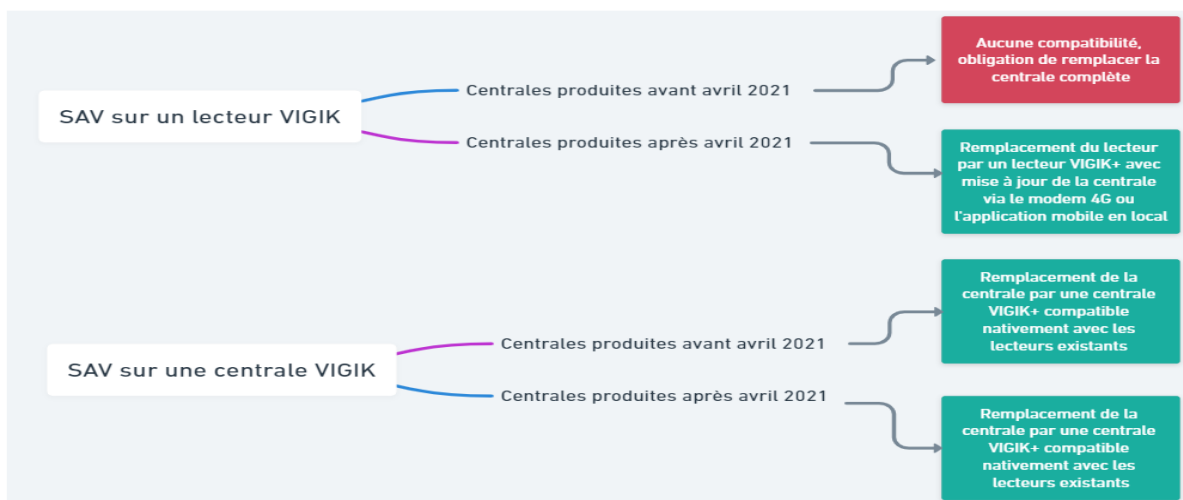 SAV sur un lecteur VIGIK
Centrales produites avant avril 2021
Aucune compatibilité,
obligation de remplacer la
centrale complète
Centrales produites après avril 2021
Remplacement du lecteur
par un lecteur VIGIK+ avec
mise à jour de la centrale
via le modem 4G ou
l'application mobile en local
SAV sur une centrale VIGIK
Centrales produites avant avril 2021
Remplacement de la
centrale par une centrale
VIGIK+ compatible
nativement avec les
lecteurs existants
Centrales produites après avril 2021
Remplacement de la
centrale par une centrale
VIGIK+ compatible
nativement avec les
lecteurs existants